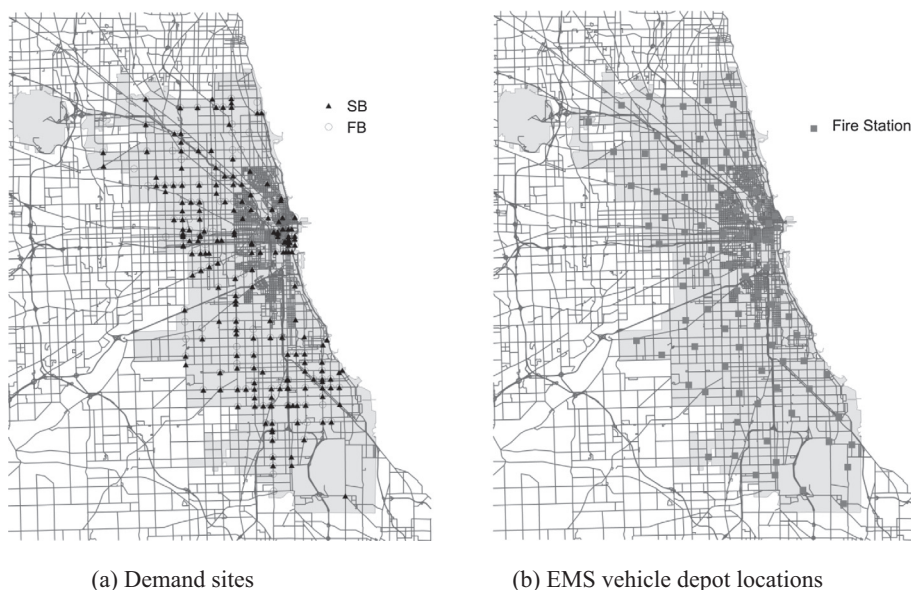 SB
FB
Fire Station
(a) Demand sites
(b) EMS vehicle depot locations